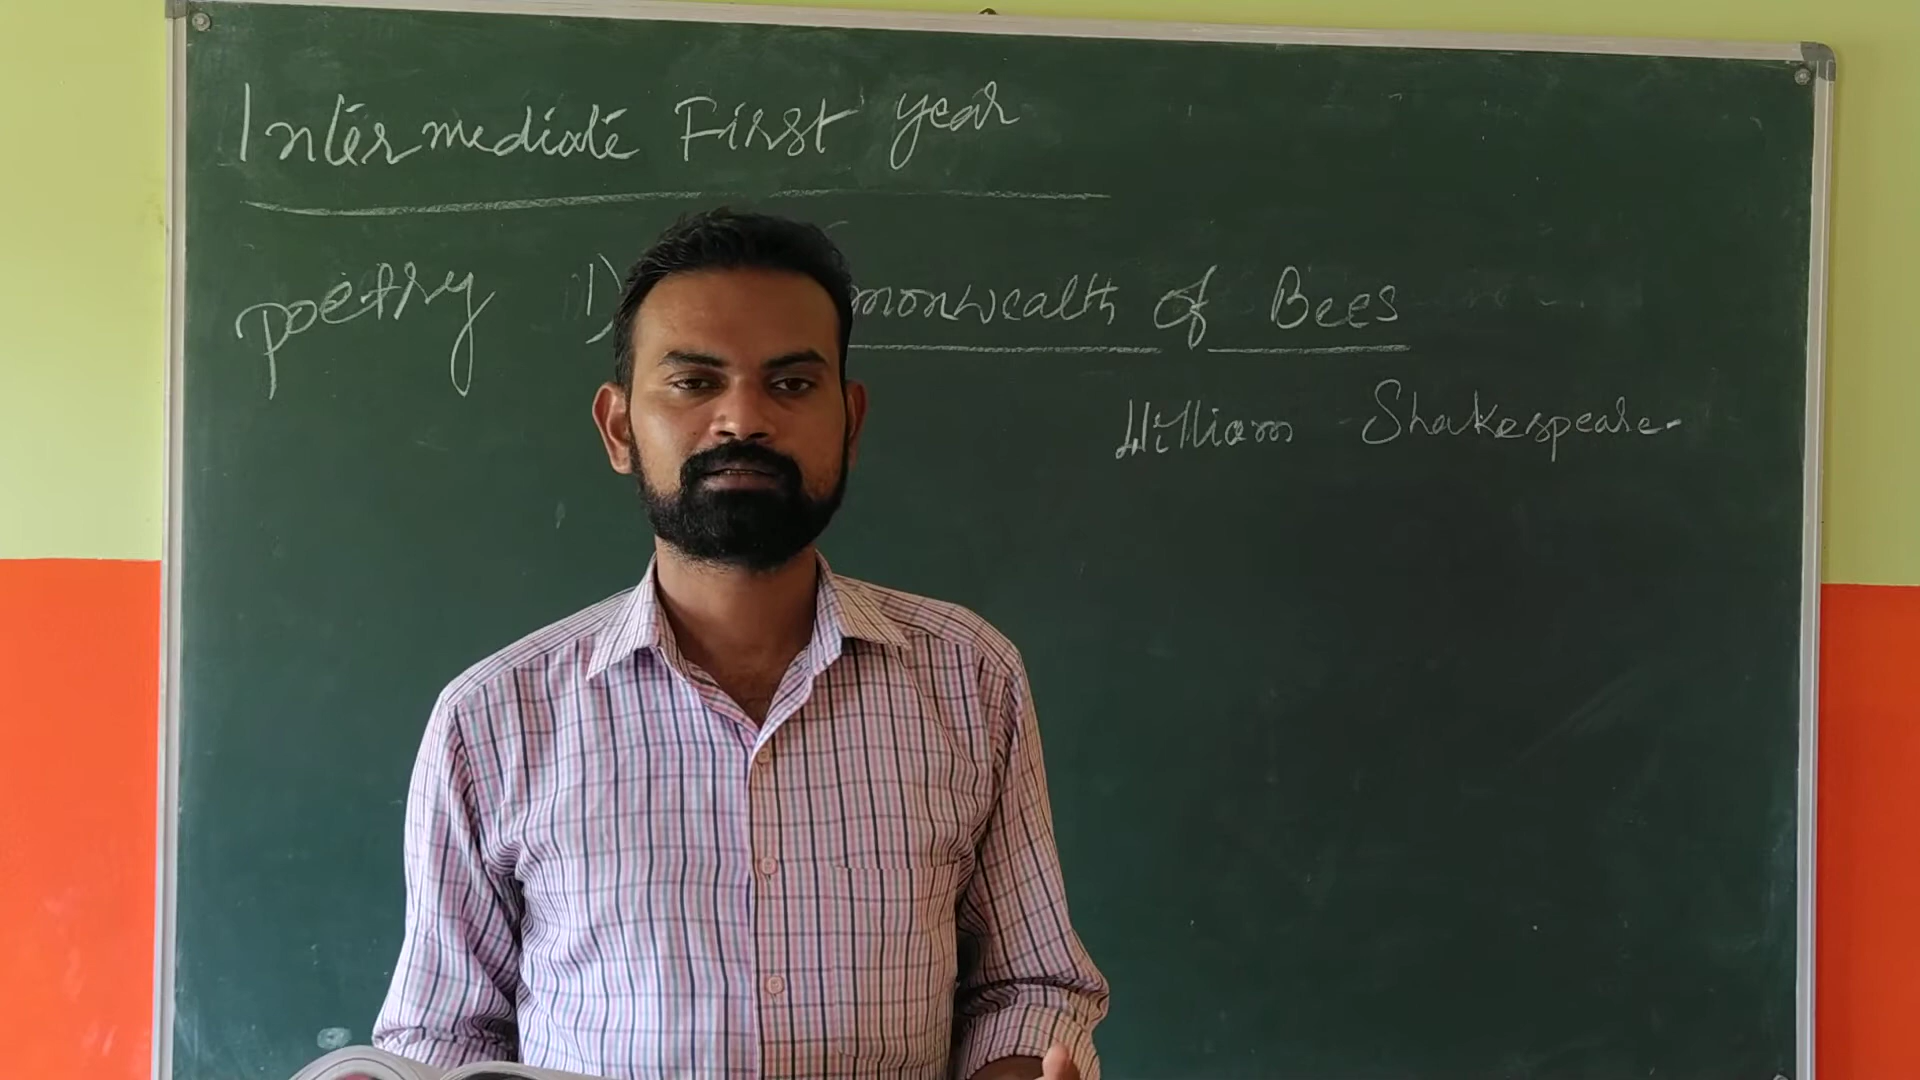 Intermediate First year
poetry 1) monwealth of Bees
William Shakespeare.